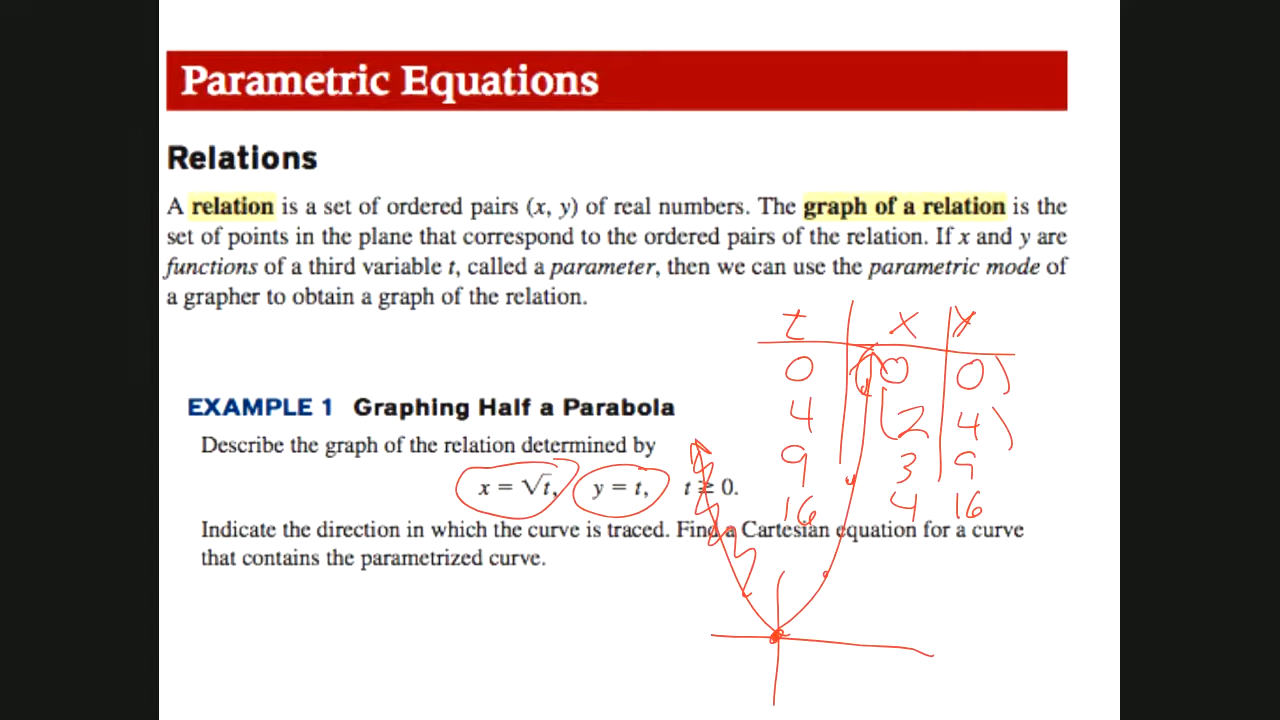 Parametric Equations
Relations
A relation is a set of ordered pairs (x, y) of real numbers. The graph of a relation is the
set of points in the plane that correspond to the ordered pairs of the relation. If x and y are
functions of a third variable t, called a parameter, then we can use the parametric mode of
a grapher to obtain a graph of the relation.
t x y
0 (0 0)
4 (2 4)
9 3 9
16 4 16
EXAMPLE 1 Graphing Half a Parabola
Describe the graph of the relation determined by
x = √t, y = t, t ≥ 0.
Indicate the direction in which the curve is traced. Find a Cartesian equation for a curve
that contains the parametrized curve.